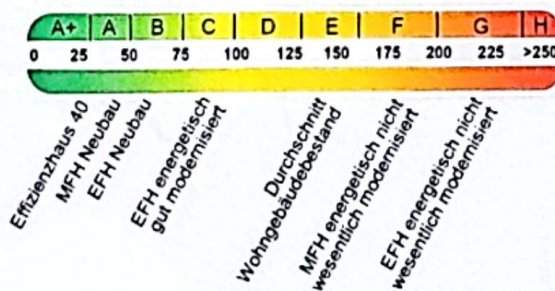 A+ A B C D E F G H
0 25 50 75 100 125 150 175 200 225 >250
Effizienzhaus 40
MFH Neubau
EFH Neubau
EFH energetisch
gut modernisiert
Durchschnitt
Wohngebäudebestand
MFH energetisch nicht
wesentlich modernisiert
EFH energetisch nicht
wesentlich modernisiert